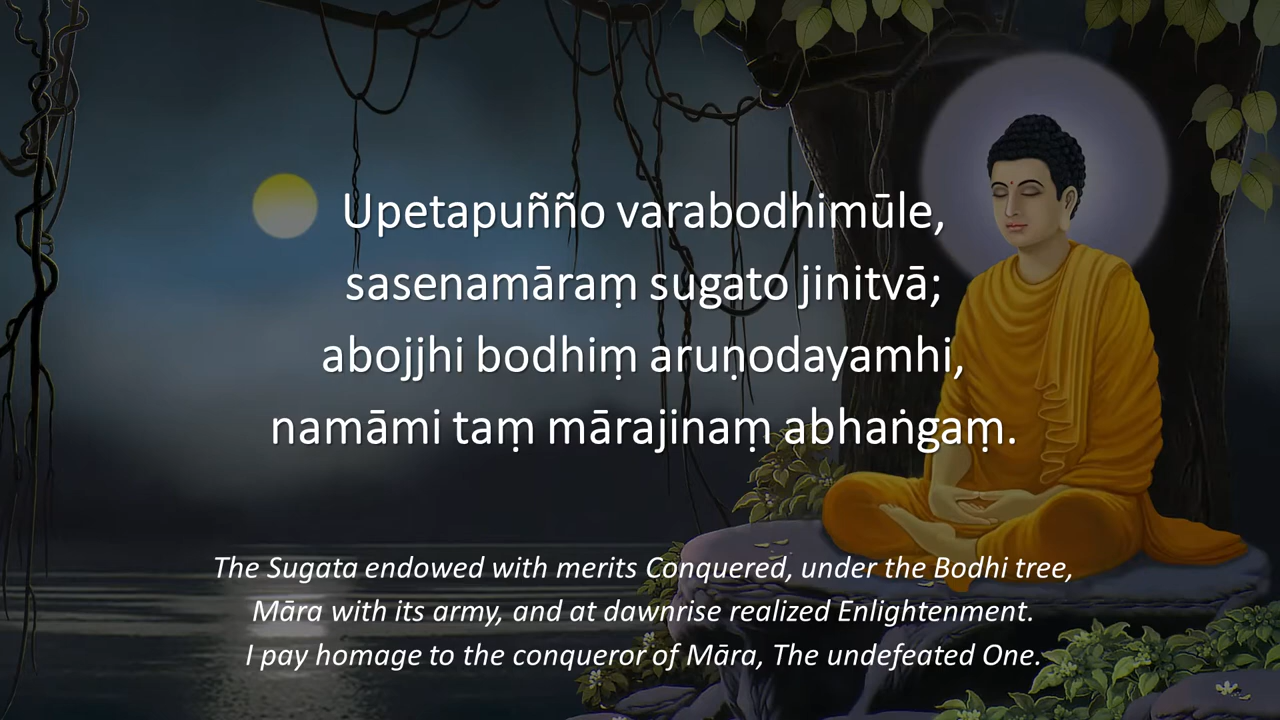 Upetapuñño varabodhimūle,
sasenamāraṃ sugato jinitvā;
abojjhi bodhiṃ aruṇodayamhi,
namāmi taṃ mārajinaṃ abhaṅgaṃ.
The Sugata endowed with merits Conquered, under the Bodhi tree,
Māra with its army, and at dawnrise realized Enlightenment.
I pay homage to the conqueror of Māra, The undefeated One.